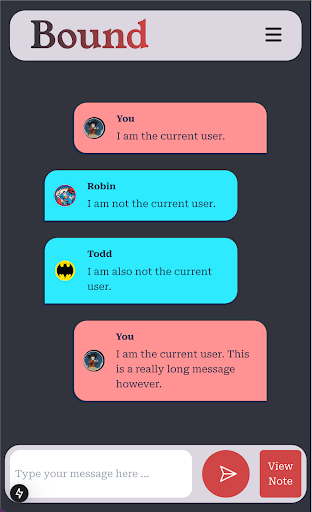 Bound
You
I am the current user.
Robin
I am not the current user.
Todd
I am also not the current
user.
You
I am the current user. This
is a really long message
however.
Type your message here ...
View
Note